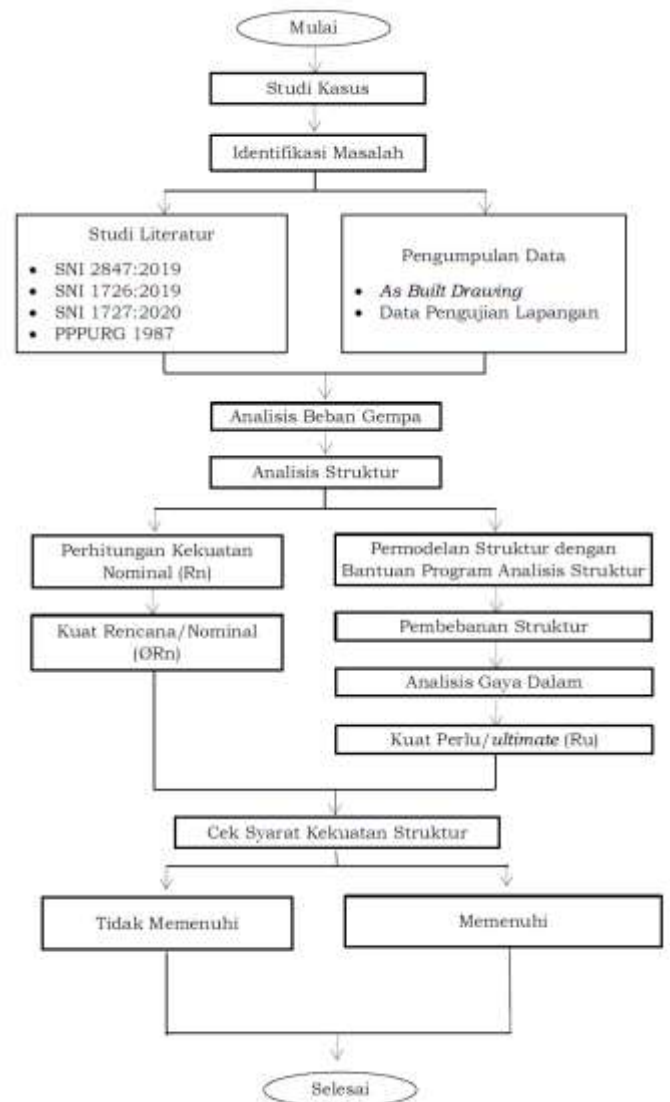 Mulai
Studi Kasus
Identifikasi Masalah
Studi Literatur
• SNI 2847:2019
• SNI 1726:2019
• SNI 1727:2020
• PPPURG 1987
Pengumpulan Data
• As Built Drawing
• Data Pengujian Lapangan
Analisis Beban Gempa
Analisis Struktur
Perhitungan Kekuatan
Nominal (Rn)
Kuat Rencana/Nominal
(ØRn)
Permodelan Struktur dengan
Bantuan Program Analisis Struktur
Pembebanan Struktur
Analisis Gaya Dalam
Kuat Perlu/ultimate (Ru)
Cek Syarat Kekuatan Struktur
Tidak Memenuhi
Memenuhi
Selesai